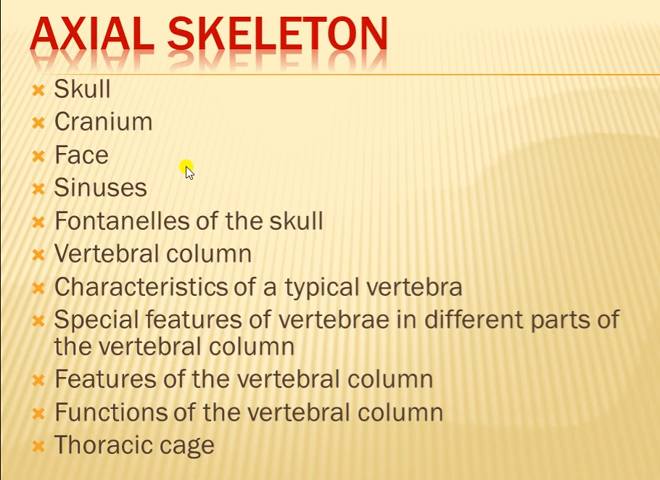 AXIAL SKELETON
Skull
Cranium
Face
Sinuses
Fontanelles of the skull
Vertebral column
Characteristics of a typical vertebra
Special features of vertebrae in different parts of
the vertebral column
Features of the vertebral column
Functions of the vertebral column
Thoracic cage